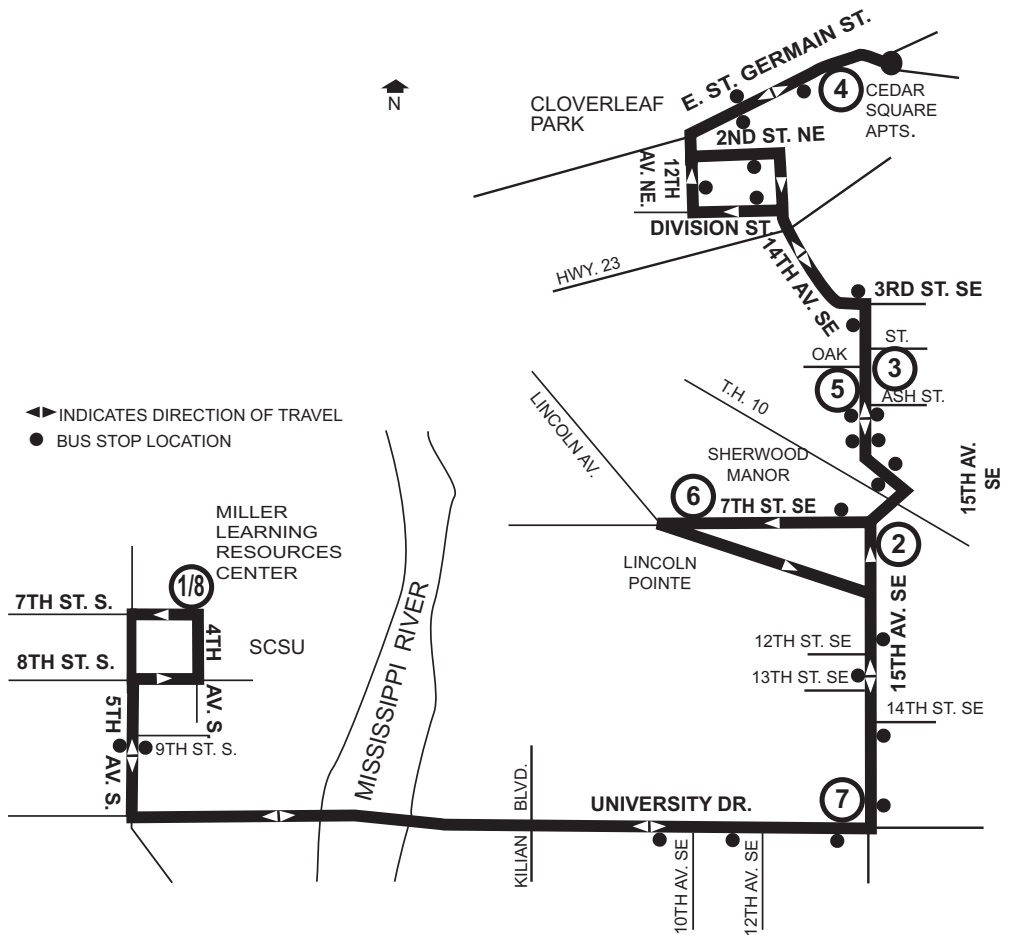 E. ST. GERMAIN ST.
N
CLOVERLEAF
PARK
4
CEDAR
SQUARE
APTS.
2ND ST. NE
12TH
AV. NE.
DIVISION ST.
HWY. 23
14TH AV. SE
3RD ST. SE
ST.
OAK
3
5
ASH ST.
T.H. 10
LINCOLN AV.
INDICATES DIRECTION OF TRAVEL
BUS STOP LOCATION
SHERWOOD
MANOR
15TH AV.
SE
6
7TH ST. SE
2
MILLER
LEARNING
RESOURCES
CENTER
LINCOLN
POINTE
1/8
7TH ST. S.
4TH
AV. S.
SCSU
8TH ST. S.
MISSISSIPPI RIVER
12TH ST. SE
15TH AV. SE
13TH ST. SE
14TH ST. SE
5TH
AV. S.
9TH ST. S.
KILIAN BLVD.
UNIVERSITY DR.
7
10TH AV. SE
12TH AV. SE